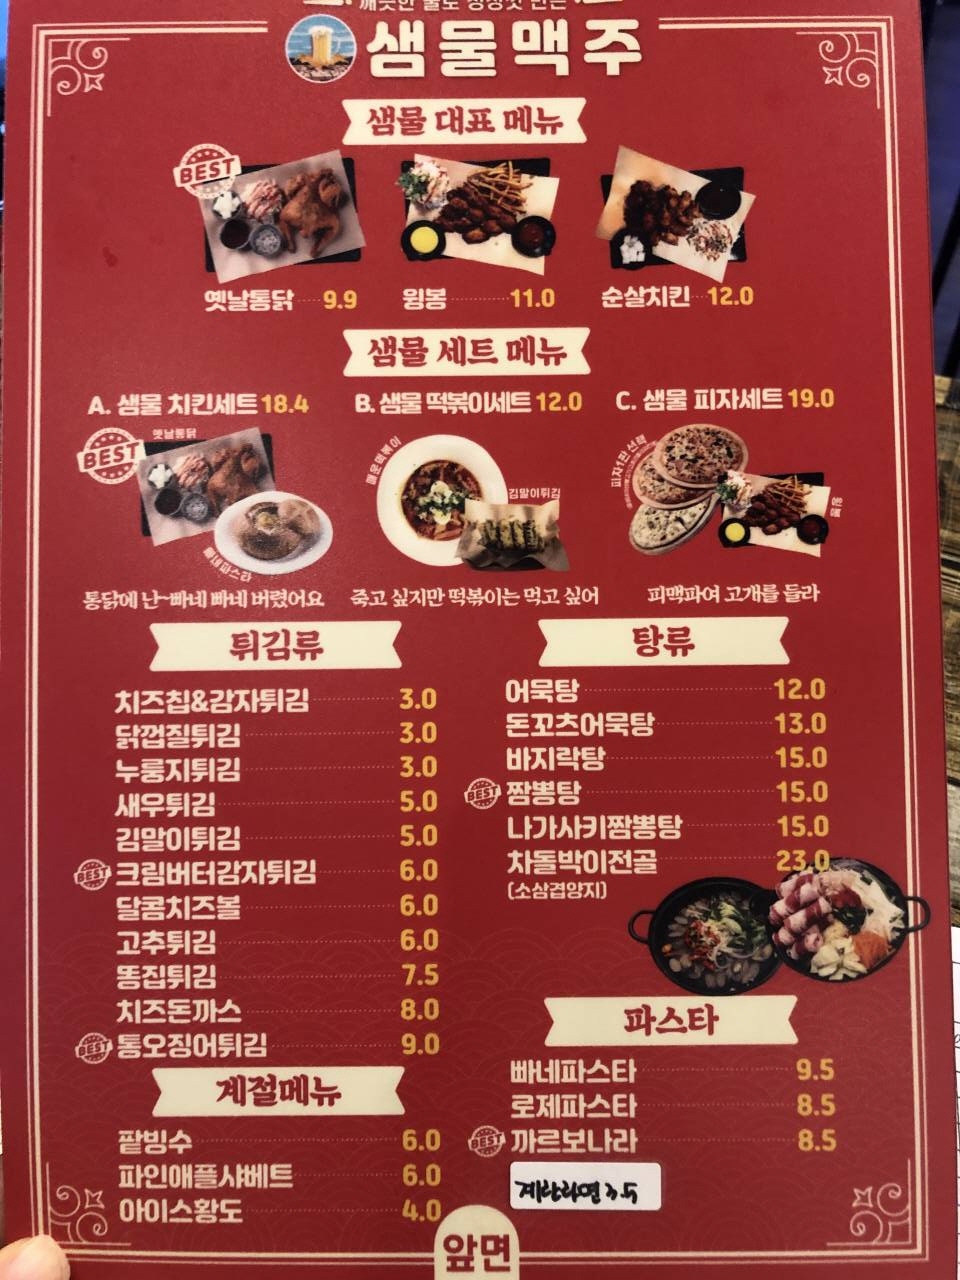 깨끗한 물로 정성껏 만든
샘물맥주
샘물 대표 메뉴
BEST
옛날통닭 9.9
윙봉 11.0
순살치킨 12.0
샘물 세트 메뉴
A. 샘물 치킨세트 18.4
B. 샘물 떡볶이세트 12.0
C. 샘물 피자세트 19.0
BEST
옛날통닭
빠네파스타
매운떡볶이
김말이튀김
피자1판 선택
윙봉
통닭에 난~빠네 빠네 버렸어요
죽고 싶지만 떡볶이는 먹고 싶어
피맥파여 고개를 들라
튀김류
치즈칩&감자튀김 3.0
닭껍질튀김 3.0
누룽지튀김 3.0
새우튀김 5.0
김말이튀김 5.0
BEST 크림버터감자튀김 6.0
달콤치즈볼 6.0
고추튀김 6.0
똥집튀김 7.5
치즈돈까스 8.0
BEST 통오징어튀김 9.0
계절메뉴
팥빙수 6.0
파인애플샤베트 6.0
아이스황도 4.0
탕류
어묵탕 12.0
돈꼬츠어묵탕 13.0
바지락탕 15.0
BEST 짬뽕탕 15.0
나가사키짬뽕탕 15.0
차돌박이전골 23.0
(소삼겹양지)
파스타
빠네파스타 9.5
로제파스타 8.5
BEST 까르보나라 8.5
계란라면 3.5
앞면